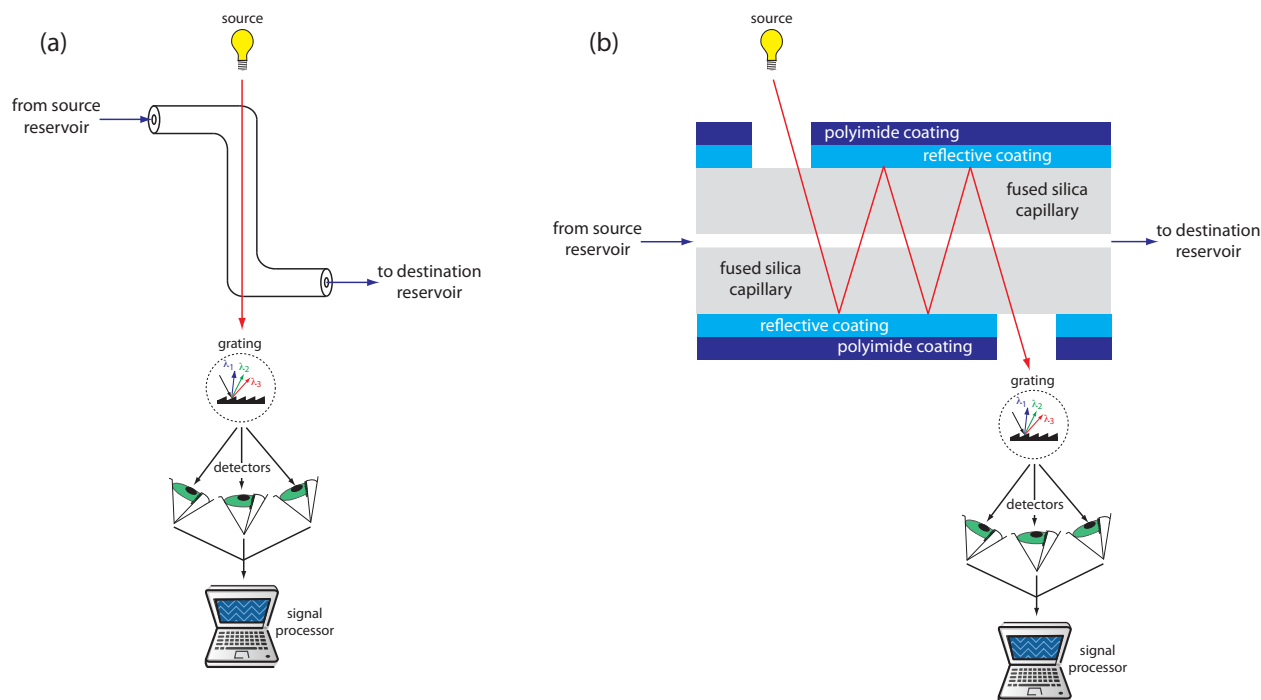 (a)
source
from source
reservoir
to destination
reservoir
grating
λ1
λ2
λ3
detectors
signal
processor
(b)
source
polyimide coating
reflective coating
fused silica
capillary
from source
reservoir
to destination
reservoir
fused silica
capillary
reflective coating
polyimide coating
grating
λ1
λ2
λ3
detectors
signal
processor